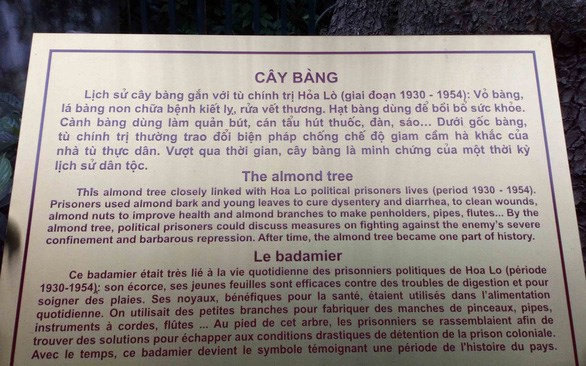 CÂY BÀNG
Lịch sử cây bàng gắn với tù chính trị Hỏa Lò (giai đoạn 1930 - 1954): Vỏ bàng,
lá bàng non chữa bệnh kiết lỵ, rửa vết thương. Hạt bàng dùng để bồi bổ sức khỏe.
Cành bàng dùng làm quản bút, cán tẩu hút thuốc, đàn, sáo... Dưới gốc bàng,
tù chính trị thường trao đổi biện pháp chống chế độ giam cầm hà khắc của
nhà tù thực dân. Vượt qua thời gian, cây bàng là minh chứng của một thời kỳ
lịch sử dân tộc.
The almond tree
This almond tree closely linked with Hoa Lo political prisoners lives (period 1930 - 1954).
Prisoners used almond bark and young leaves to cure dysentery and diarrhea, to clean wounds,
almond nuts to improve health and almond branches to make penholders, pipes, flutes... By the
almond tree, political prisoners could discuss measures on fighting against the enemy's severe
confinement and barbarous repression. After time, the almond tree became one part of history.
Le badamier
Ce badamier était très lié à la vie quotidienne des prisonniers politiques de Hoa Lo (période
1930-1954): son écorce, ses jeunes feuilles sont efficaces contre des troubles de digestion et pour
soigner des plaies. Ses noyaux, bénéfiques pour la santé, étaient utilisés dans l'alimentation
quotidienne. On utilisait des petites branches pour fabriquer des manches de pinceaux, pipes,
instruments à cordes, flûtes ... Au pied de cet arbre, les prisonniers se rassemblaient afin de
trouver des solutions pour échapper aux conditions drastiques de détention de la prison coloniale.
Avec le temps, ce badamier devient le symbole témoignant une période de l'histoire du pays.